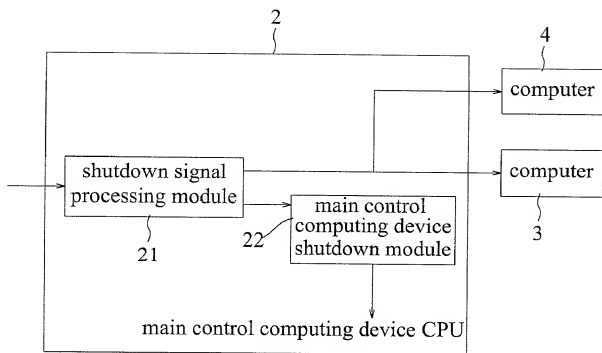 2
4
computer
computer
3
shutdown signal
processing module
21
22
main control
computing device
shutdown module
main control computing device CPU